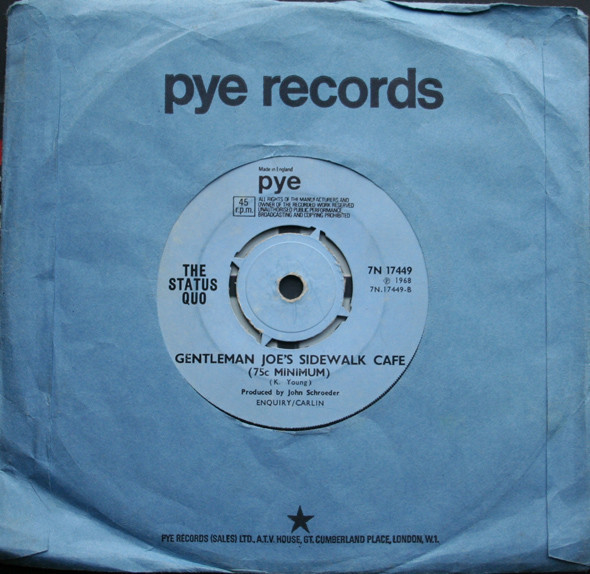 pye records
Made in England
pye
45
r.p.m.
ALL RIGHTS OF THE MANUFACTURERS AND
OWNER OF THE RECORDED WORK RESERVED
UNAUTHORISED PUBLIC PERFORMANCE
BROADCASTING AND COPYING PROHIBITED
THE
STATUS
QUO
7N 17449
℗ 1968
7N.17449-B
GENTLEMAN JOE'S SIDEWALK CAFE
(75c MINIMUM)
(K. Young)
Produced by John Schroeder
ENQUIRY/CARLIN
PYE RECORDS (SALES) LTD., A.T.V. HOUSE, GT. CUMBERLAND PLACE, LONDON, W.1.